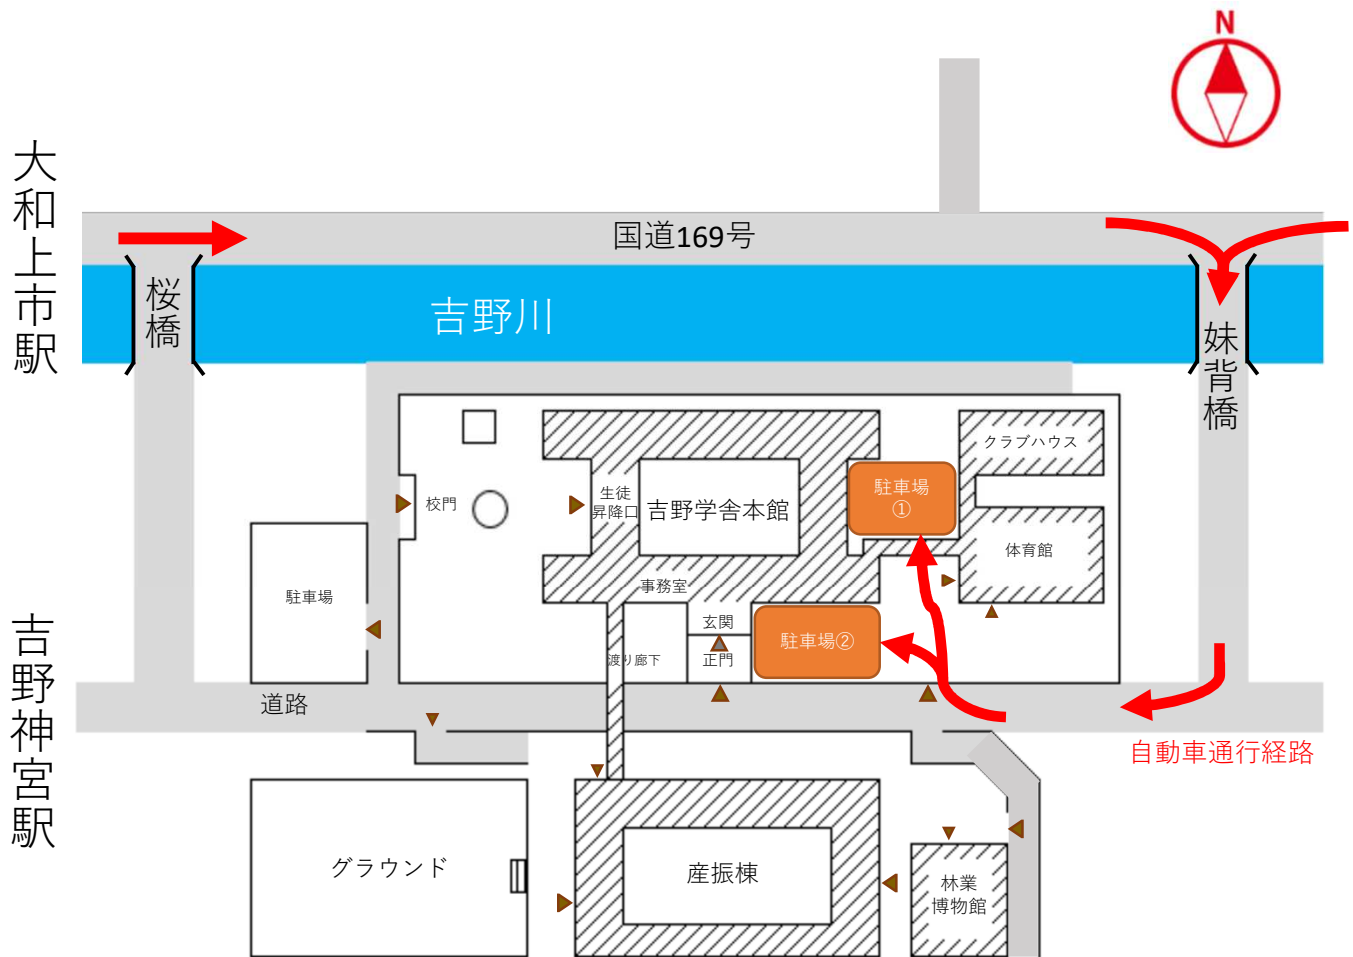 N
大和上市駅
国道169号
桜橋
吉野川
妹背橋
クラブハウス
駐車場
①
校門
生徒
昇降口
吉野学舎本館
体育館
事務室
駐車場
玄関
駐車場②
渡り廊下
正門
吉野神宮駅
道路
自動車通行経路
グラウンド
産振棟
林業
博物館